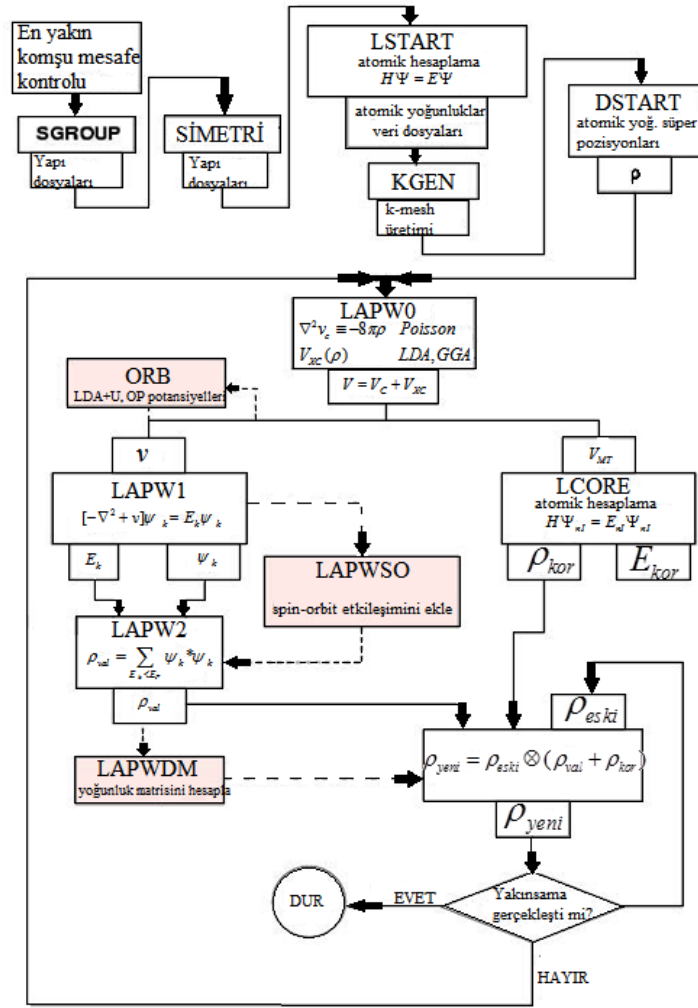 En yakın
komşu mesafe
kontrolu
SGROUP
Yapı
dosyaları
SİMETRİ
Yapı
dosyaları
LSTART
atomik hesaplama
HΨ = EΨ
atomik yoğunluklar
veri dosyaları
KGEN
k-mesh
üretimi
DSTART
atomik yoğ. süper
pozisyonları
ρ
LAPW0
∇²v_c ≡ −8πρ Poisson
V_XC(ρ) LDA,GGA
V = V_C + V_XC
ORB
LDA+U, OP potansiyelleri
v
LAPW1
[−∇² + v]ψ_k = E_kψ_k
E_k
ψ_k
V_MT
LCORE
atomik hesaplama
HΨ_nl = E_nlΨ_nl
ρ_kor
E_kor
LAPWSO
spin-orbit etkileşimini ekle
LAPW2
ρ_val = ∑ ψ_k*ψ_k
E_k<E_F
ρ_val
LAPWDM
yoğunluk matrisini hesapla
ρ_eski
ρ_yeni = ρ_eski ⊗ (ρ_val + ρ_kor)
ρ_yeni
Yakınsama
gerçekleşti mi?
EVET
DUR
HAYIR